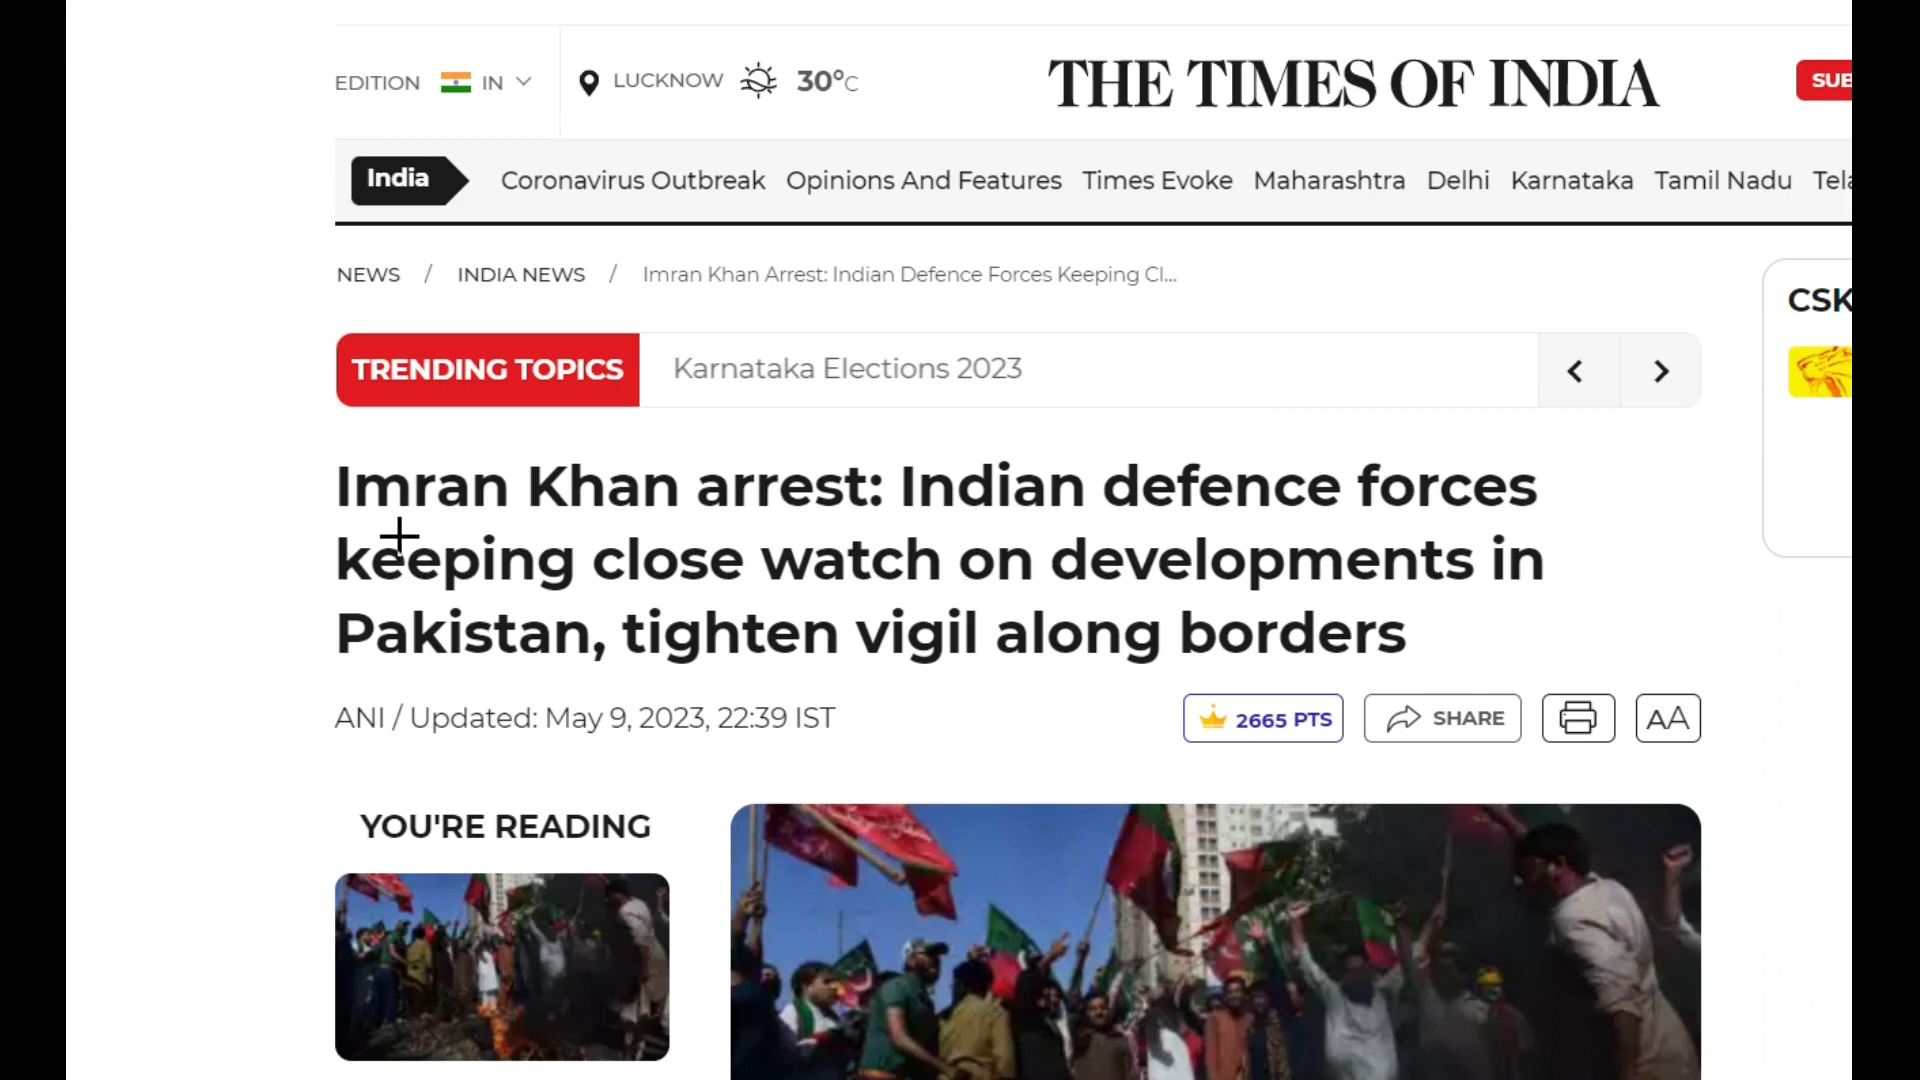 EDITION IN LUCKNOW 30°C THE TIMES OF INDIA SUB
India Coronavirus Outbreak Opinions And Features Times Evoke Maharashtra Delhi Karnataka Tamil Nadu Tela
NEWS / INDIA NEWS / Imran Khan Arrest: Indian Defence Forces Keeping Cl...
CSK
TRENDING TOPICS Karnataka Elections 2023
Imran Khan arrest: Indian defence forces
keeping close watch on developments in
Pakistan, tighten vigil along borders
ANI / Updated: May 9, 2023, 22:39 IST 2665 PTS SHARE AA
YOU'RE READING